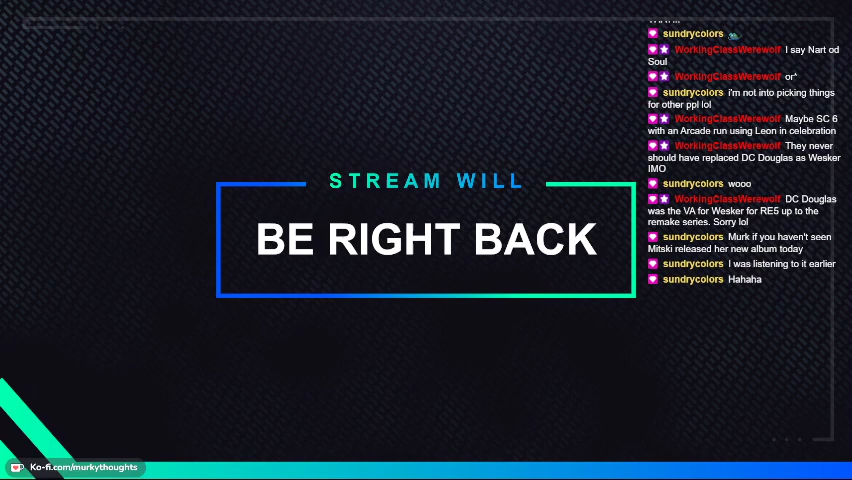 sundrycolors
WorkingClassWerewolf I say Nart od
Soul
WorkingClassWerewolf or*
sundrycolors i'm not into picking things
for other ppl lol
WorkingClassWerewolf Maybe SC 6
with an Arcade run using Leon in celebration
WorkingClassWerewolf They never
should have replaced DC Douglas as Wesker
IMO
sundrycolors wooo
WorkingClassWerewolf DC Douglas
was the VA for Wesker for RE5 up to the
remake series. Sorry lol
sundrycolors Murk if you haven't seen
Mitski released her new album today
sundrycolors I was listening to it earlier
sundrycolors Hahaha
STREAM WILL
BE RIGHT BACK
Ko-fi.com/murkythoughts